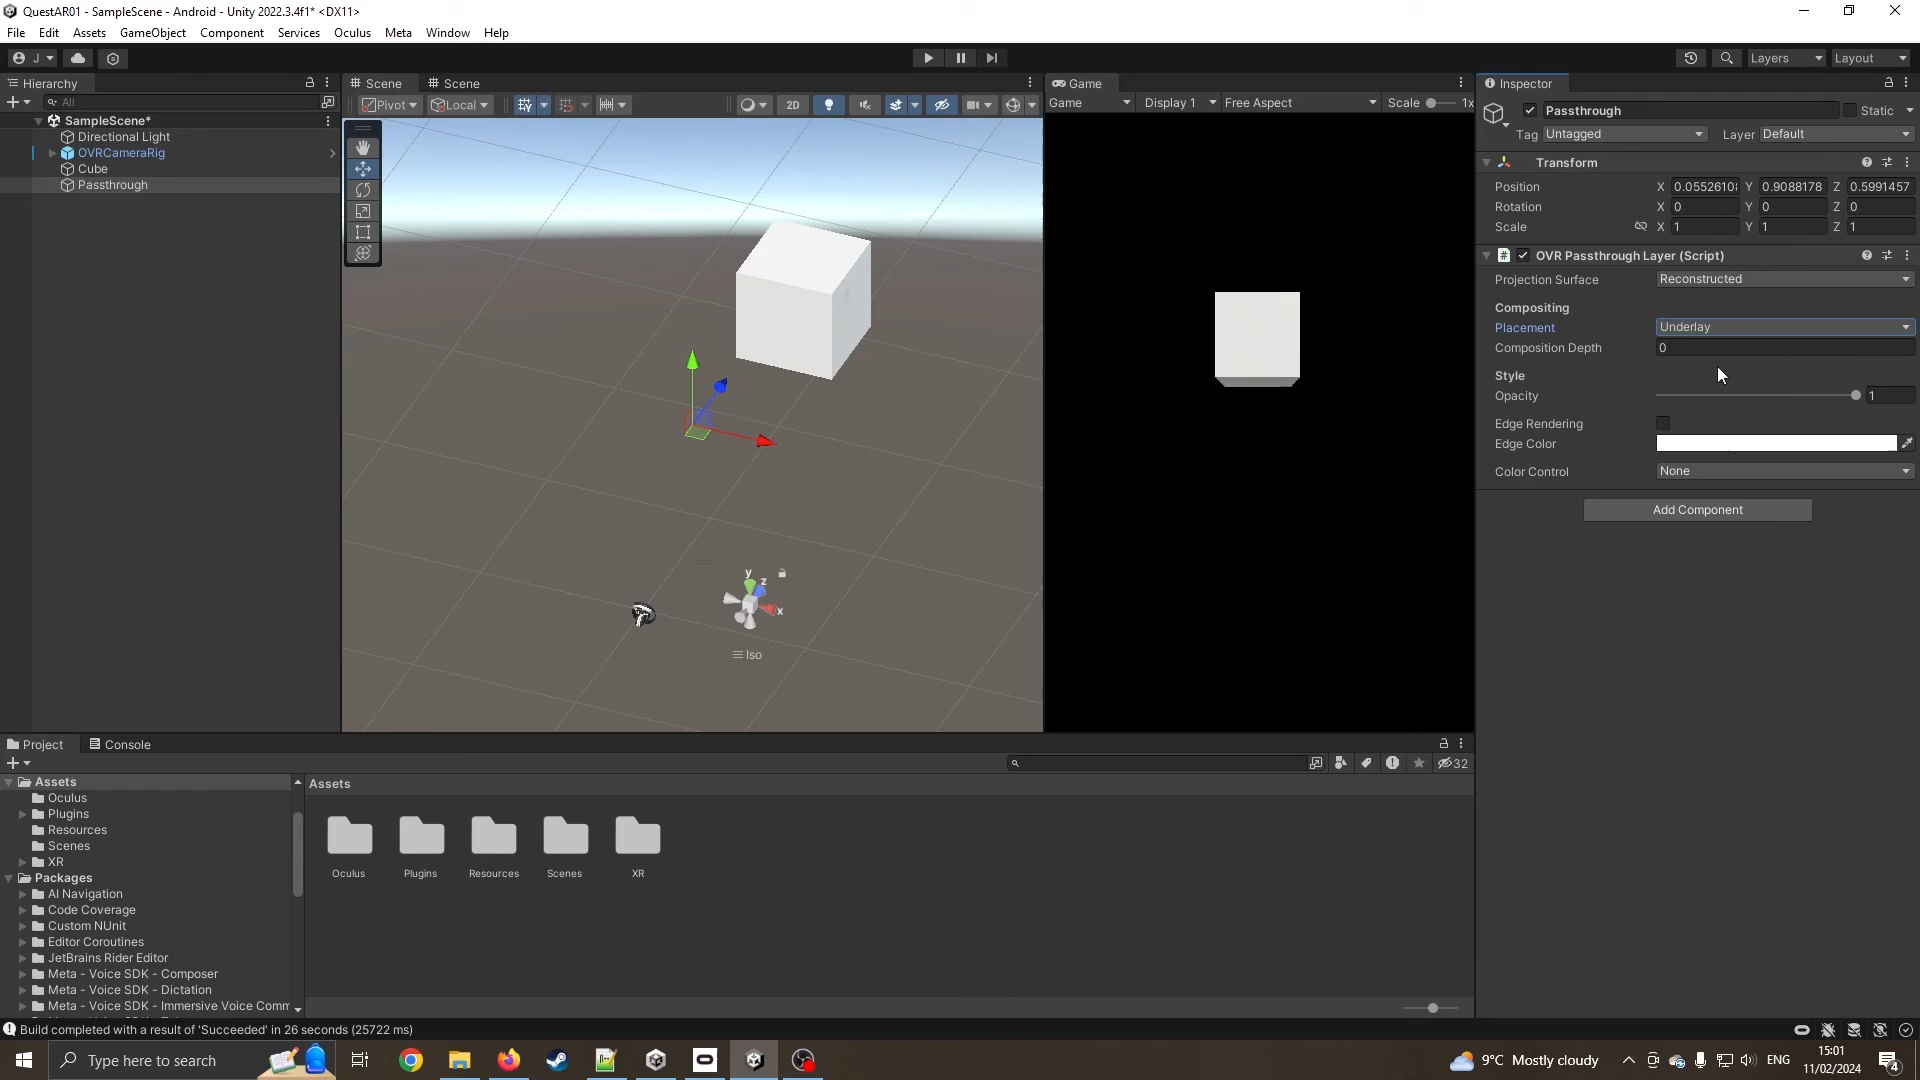 QuestAR01 - SampleScene - Android - Unity 2022.3.4f1* <DX11>
File Edit Assets GameObject Component Services Oculus Meta Window Help
J
Layers Layout
Hierarchy
All
SampleScene*
Directional Light
OVRCameraRig
Cube
Passthrough
Scene Scene
Pivot Local 2D
y
z
x
Iso
Game
Game Display 1 Free Aspect Scale 1x
Inspector
Passthrough Static
Tag Untagged Layer Default
Transform
Position X 0.0552610 Y 0.9088178 Z 0.5991457
Rotation X 0 Y 0 Z 0
Scale X 1 Y 1 Z 1
OVR Passthrough Layer (Script)
Projection Surface Reconstructed
Compositing
Placement Underlay
Composition Depth 0
Style
Opacity 1
Edge Rendering
Edge Color
Color Control None
Add Component
Project Console
32
Assets
Oculus
Plugins
Resources
Scenes
XR
Packages
AI Navigation
Code Coverage
Custom NUnit
Editor Coroutines
JetBrains Rider Editor
Meta - Voice SDK - Composer
Meta - Voice SDK - Dictation
Meta - Voice SDK - Immersive Voice Comm
Assets
Oculus Plugins Resources Scenes XR
Build completed with a result of 'Succeeded' in 26 seconds (25722 ms)
Type here to search
9°C Mostly cloudy
ENG
15:01
11/02/2024
4